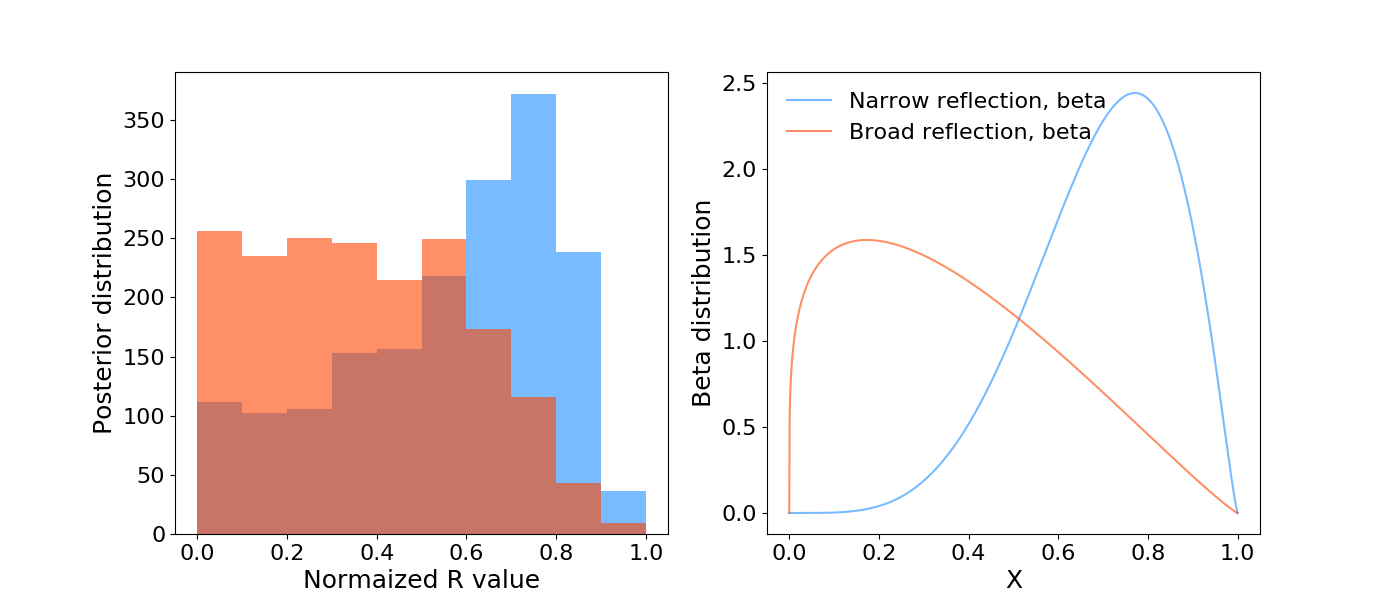 Posterior distribution
350
300
250
200
150
100
50
0
0.0 0.2 0.4 0.6 0.8 1.0
Normaized R value
Beta distribution
2.5
2.0
1.5
1.0
0.5
0.0
Narrow reflection, beta
Broad reflection, beta
0.0 0.2 0.4 0.6 0.8 1.0
X